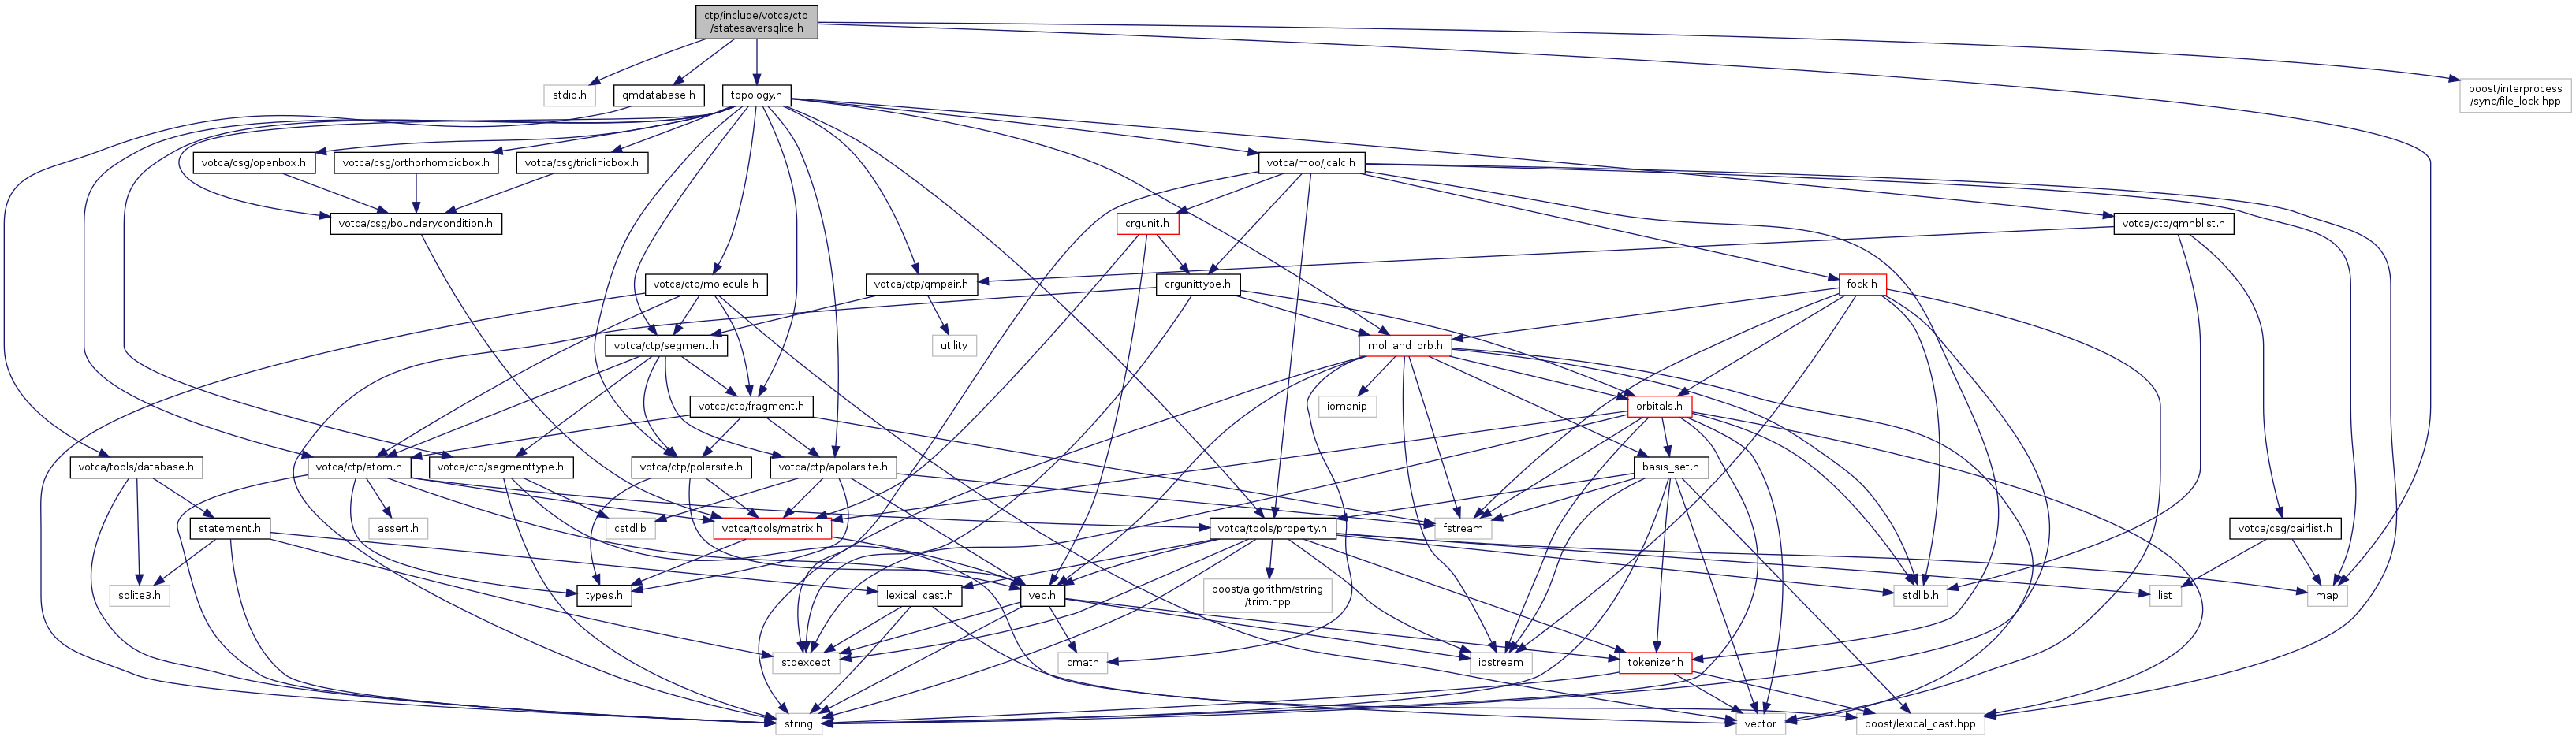 ctp/include/votca/ctp
/statesaversqlite.h
stdio.h
qmdatabase.h
topology.h
boost/interprocess
/sync/file_lock.hpp
votca/csg/openbox.h
votca/csg/orthorhombicbox.h
votca/csg/triclinicbox.h
votca/moo/jcalc.h
votca/csg/boundarycondition.h
crgunit.h
votca/ctp/qmnblist.h
votca/ctp/molecule.h
votca/ctp/qmpair.h
crgunittype.h
fock.h
votca/ctp/segment.h
utility
mol_and_orb.h
votca/ctp/fragment.h
iomanip
orbitals.h
votca/tools/database.h
votca/ctp/atom.h
votca/ctp/segmenttype.h
votca/ctp/polarsite.h
votca/ctp/apolarsite.h
basis_set.h
statement.h
assert.h
cstdlib
votca/tools/matrix.h
votca/tools/property.h
fstream
votca/csg/pairlist.h
sqlite3.h
types.h
lexical_cast.h
vec.h
boost/algorithm/string
/trim.hpp
stdlib.h
list
map
stdexcept
cmath
iostream
tokenizer.h
string
vector
boost/lexical_cast.hpp